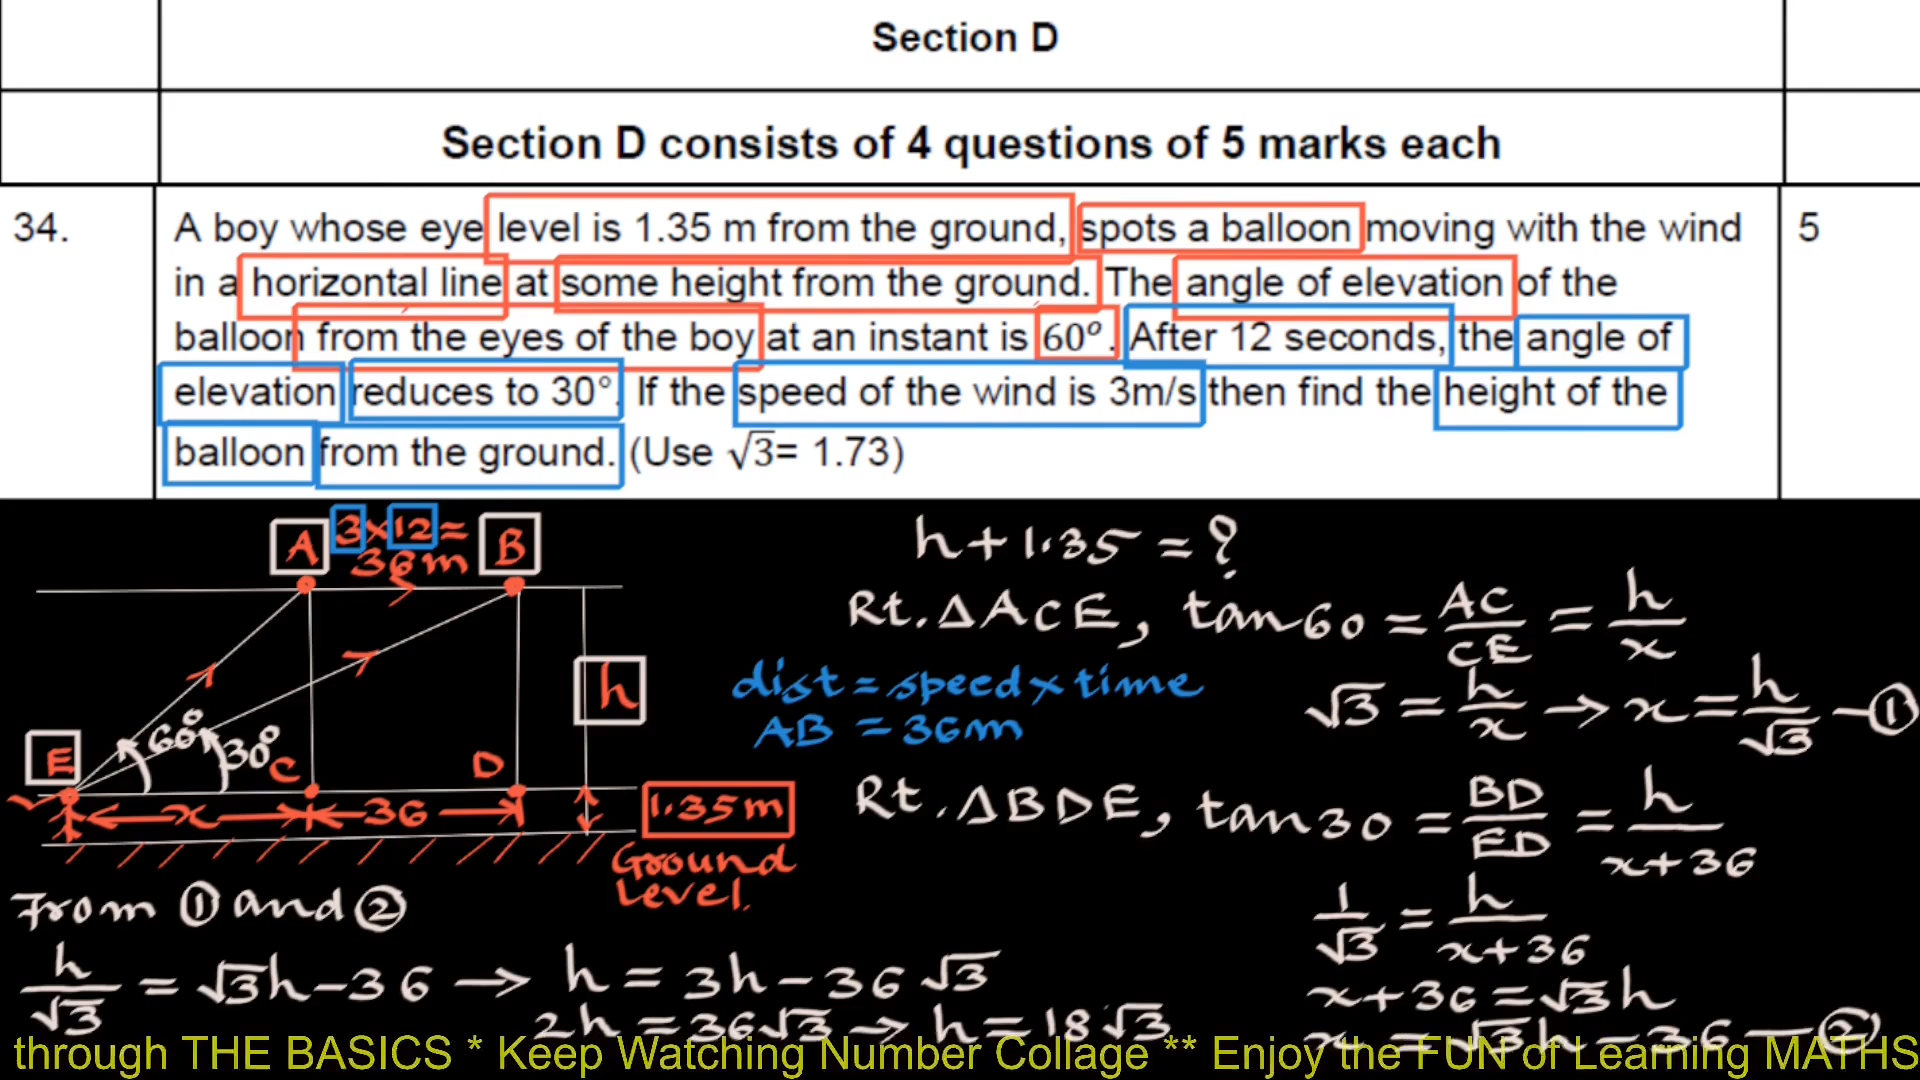 Section D
Section D consists of 4 questions of 5 marks each
34. A boy whose eye level is 1.35 m from the ground, spots a balloon moving with the wind 5
in a horizontal line at some height from the ground. The angle of elevation of the
balloon from the eyes of the boy at an instant is 60°. After 12 seconds, the angle of
elevation reduces to 30°. If the speed of the wind is 3m/s then find the height of the
balloon from the ground. (Use √3= 1.73)
A 3×12= B
36m
h
E 60° 30° C D
x 36
1.35m
Ground
Level.
h+1.35 = ?
Rt. ΔACE, tan60 = AC/CE = h/x
dist = speed × time
AB = 36m
√3 = h/x → x = h/√3 – ①
Rt. ΔBDE, tan30 = BD/ED = h/x+36
1/√3 = h/x+36
x+36 = √3h
x = √3h – 36 – ②
From ① and ②
h/√3 = √3h – 36 → h = 3h – 36√3
2h = 36√3 → h = 18√3
through THE BASICS * Keep Watching Number Collage ** Enjoy the FUN of Learning MATHS